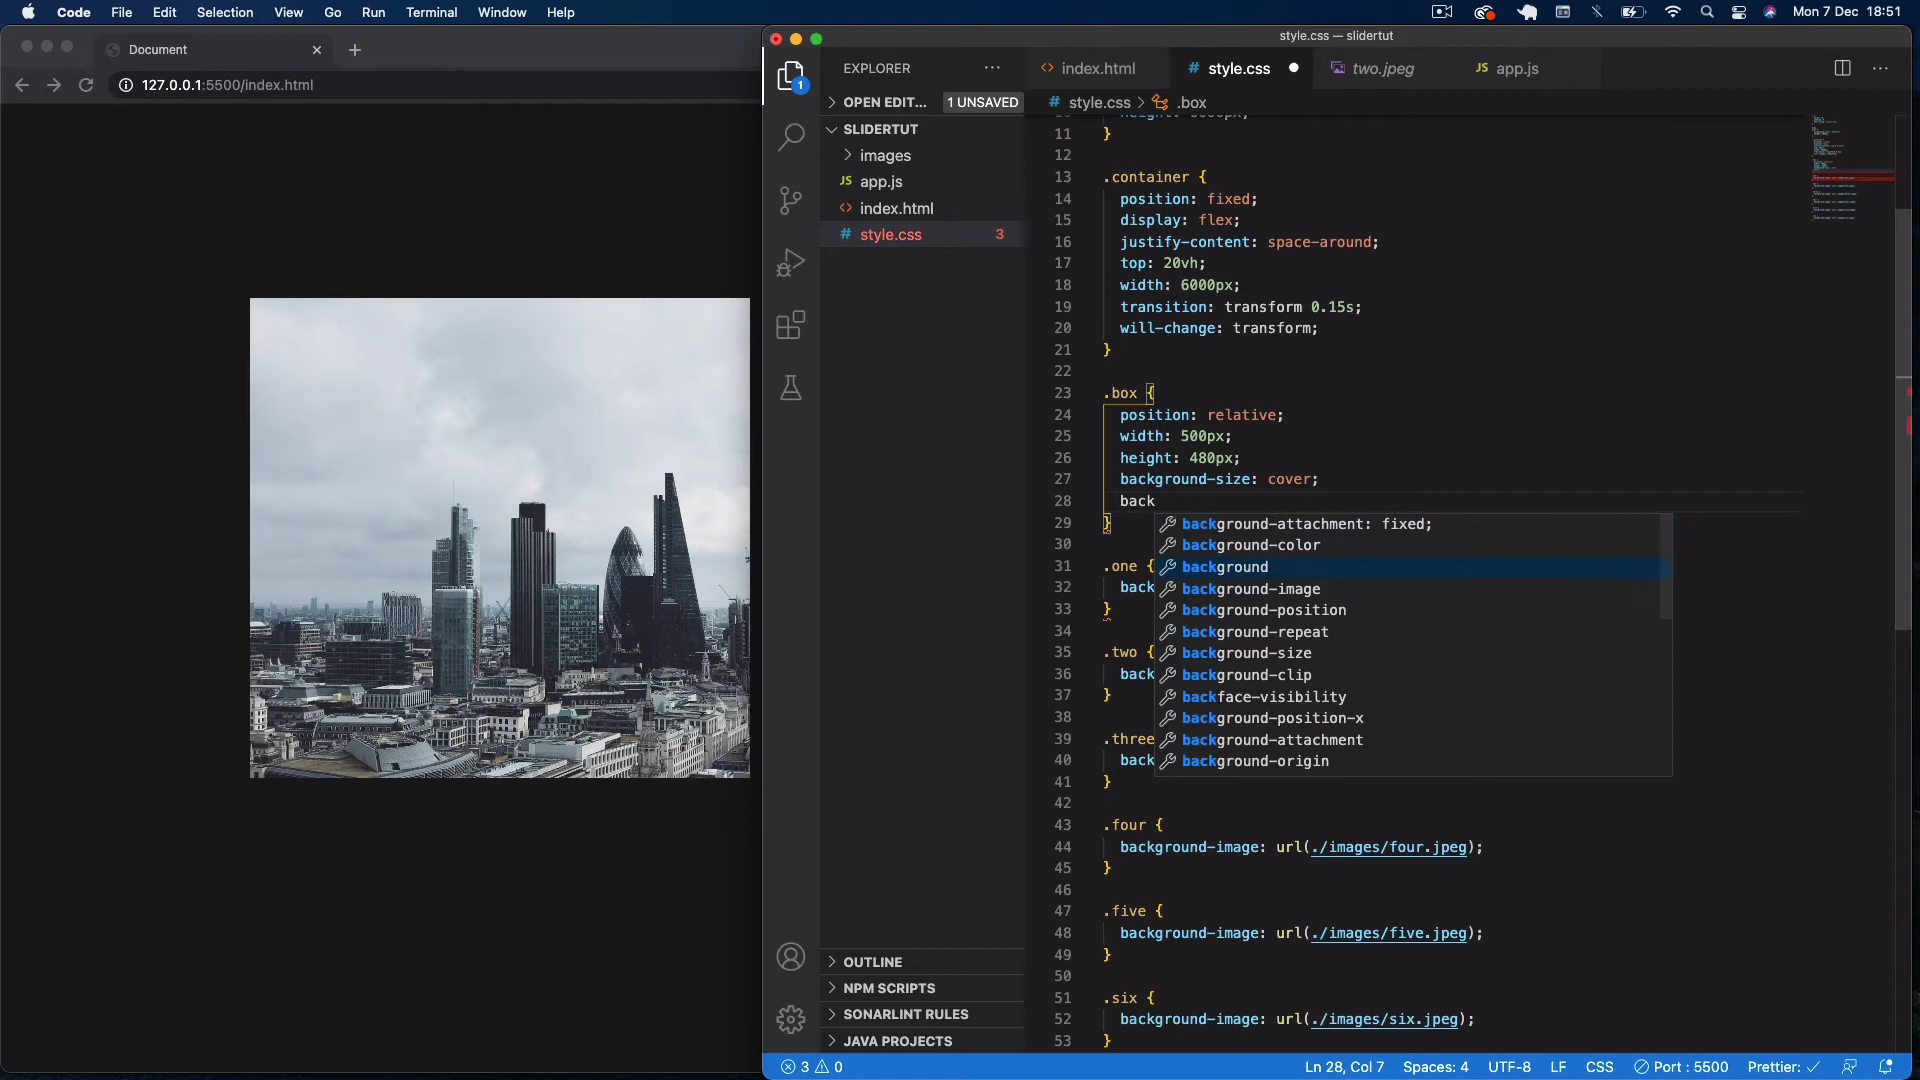 Code File Edit Selection View Go Run Terminal Window Help Mon 7 Dec 18:51
Document
127.0.0.1:5500/index.html
style.css — slidertut
EXPLORER
OPEN EDIT... 1 UNSAVED
SLIDERTUT
images
JS app.js
index.html
# style.css 3
OUTLINE
NPM SCRIPTS
SONARLINT RULES
JAVA PROJECTS
1
index.html # style.css two.jpeg JS app.js
# style.css > .box
11 }
12
13 .container {
14 position: fixed;
15 display: flex;
16 justify-content: space-around;
17 top: 20vh;
18 width: 6000px;
19 transition: transform 0.15s;
20 will-change: transform;
21 }
22
23 .box {
24 position: relative;
25 width: 500px;
26 height: 480px;
27 background-size: cover;
28 back
29 }
30
31 .one {
32 back
33 }
34
35 .two {
36 back
37 }
38
39 .three
40 back
41 }
42
43 .four {
44 background-image: url(./images/four.jpeg);
45 }
46
47 .five {
48 background-image: url(./images/five.jpeg);
49 }
50
51 .six {
52 background-image: url(./images/six.jpeg);
53 }
background-attachment: fixed;
background-color
background
background-image
background-position
background-repeat
background-size
background-clip
backface-visibility
background-position-x
background-attachment
background-origin
3 0 Ln 28, Col 7 Spaces: 4 UTF-8 LF CSS Port : 5500 Prettier: ✓